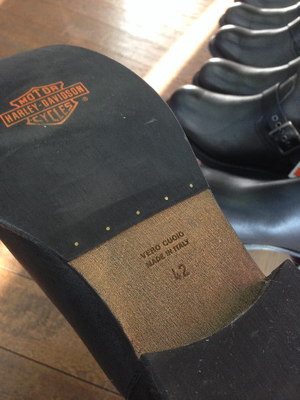 MOTOR
HARLEY-DAVIDSON
CYCLES
®
VERO CUOIO
MADE IN ITALY
42